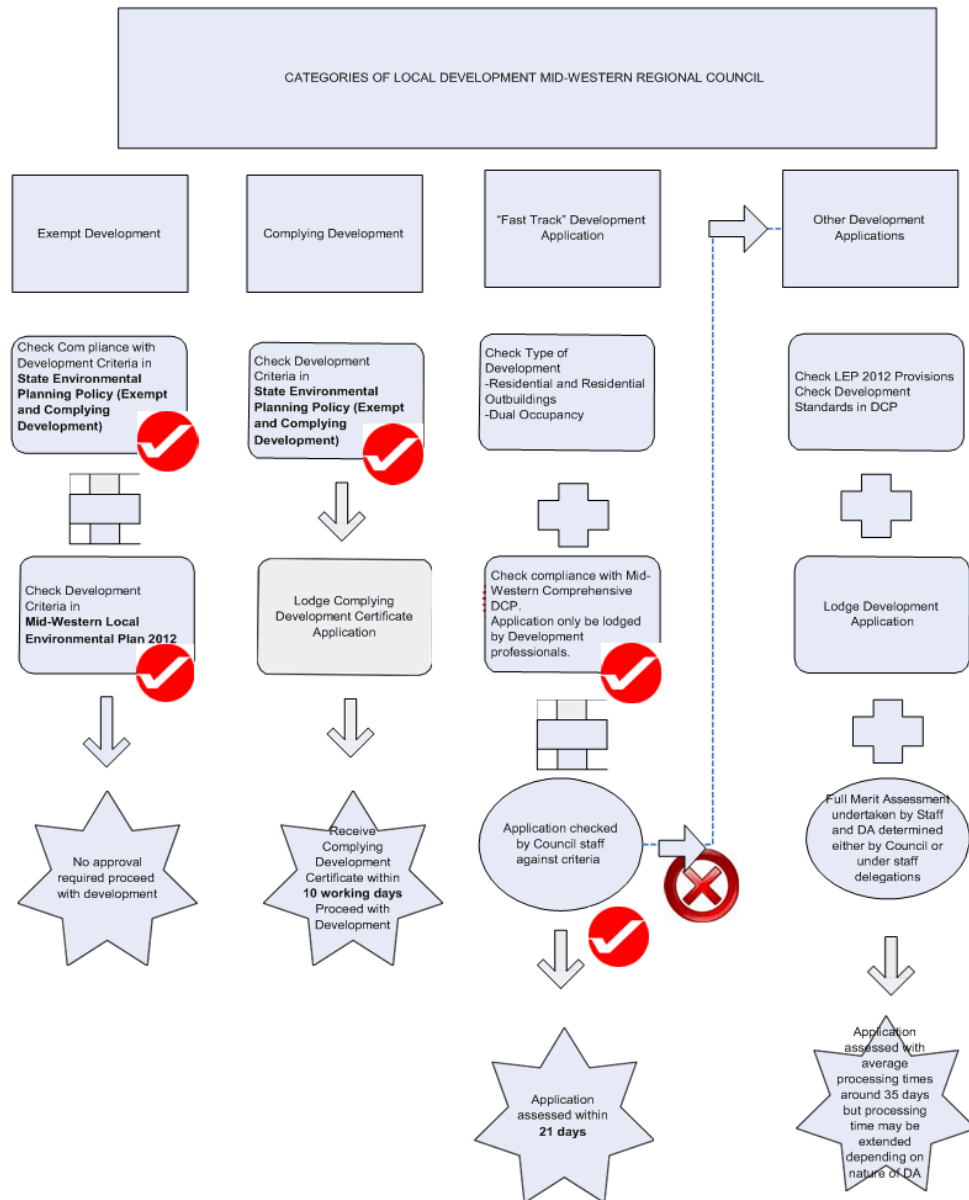 CATEGORIES OF LOCAL DEVELOPMENT MID-WESTERN REGIONAL COUNCIL
Exempt Development
Complying Development
“Fast Track” Development
Application
Other Development
Applications
Check Com pliance with
Development Criteria in
State Environmental
Planning Policy (Exempt
and Complying
Development)
Check Development
Criteria in
State Environmental
Planning Policy (Exempt
and Complying
Development)
Check Type of
Development
-Residential and Residential
Outbuildings
-Dual Occupancy
Check LEP 2012 Provisions
Check Development
Standards in DCP
Check Development
Criteria in
Mid-Western Local
Environmental Plan 2012
Lodge Complying
Development Certificate
Application
Check compliance with Mid-
Western Comprehensive
DCP.
Application only be lodged
by Development
professionals.
Lodge Development
Application
No approval
required proceed
with development
Receive
Complying
Development
Certificate within
10 working days
Proceed with
Development
Application checked
by Council staff
against criteria
Full Merit Assessment
undertaken by Staff
and DA determined
either by Council or
under staff
delegations
Application
assessed within
21 days
Application
assessed with
average
processing times
around 35 days
but processing
time may be
extended
depending on
nature of DA